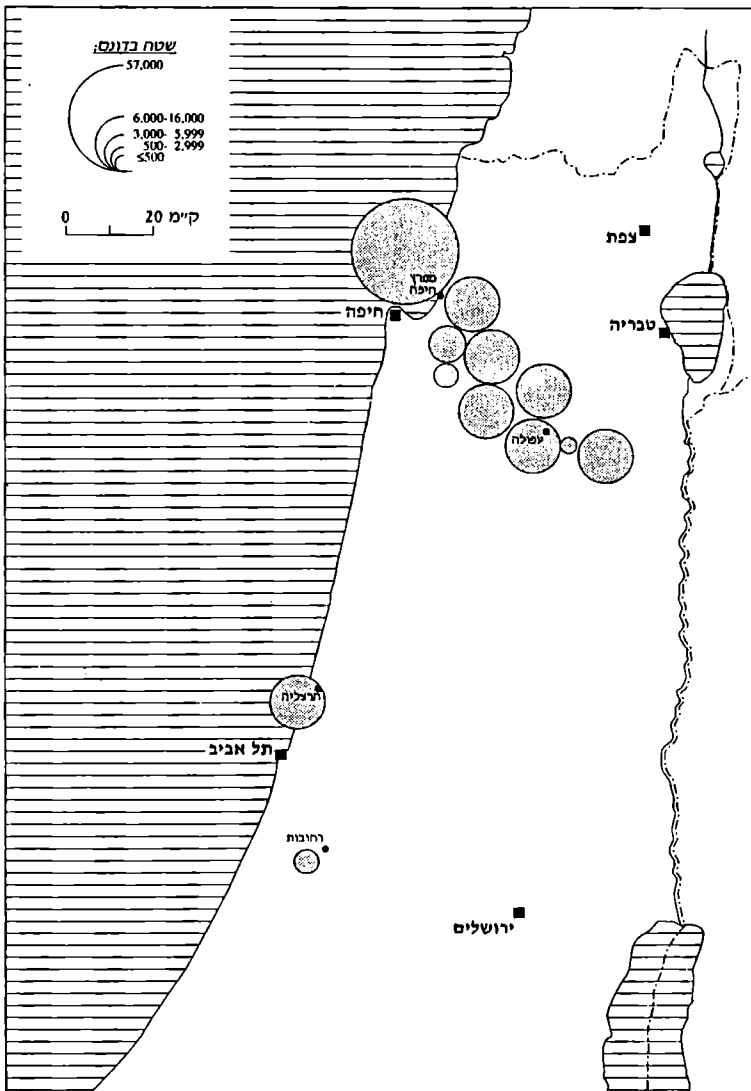 שטח בדונם:
57,000
6,000-16,000
3,000- 5,999
500- 2,999
≤500
0 20 ק״מ
צפת
מפרץ
חיפה
חיפה
טבריה
עפולה
הרצליה
תל אביב
רחובות
ירושלים